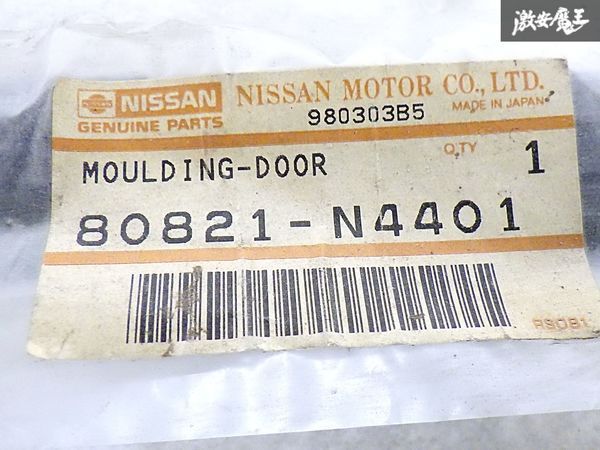 激安魔王
NISSAN
GENUINE PARTS
NISSAN MOTOR CO., LTD.
980303B5
MADE IN JAPAN
MOULDING-DOOR
Q'TY 1
80821-N4401
RSOB1